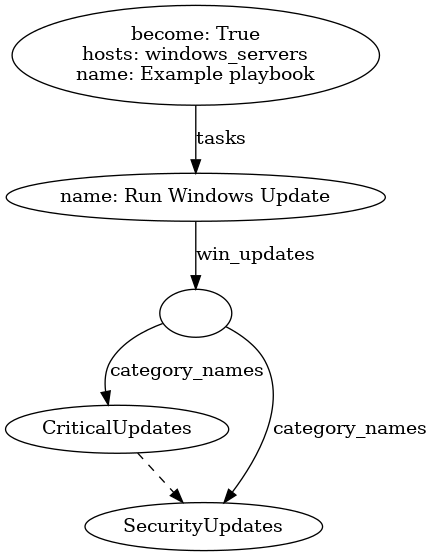 become: True
hosts: windows_servers
name: Example playbook
tasks
name: Run Windows Update
win_updates
category_names
CriticalUpdates
category_names
SecurityUpdates